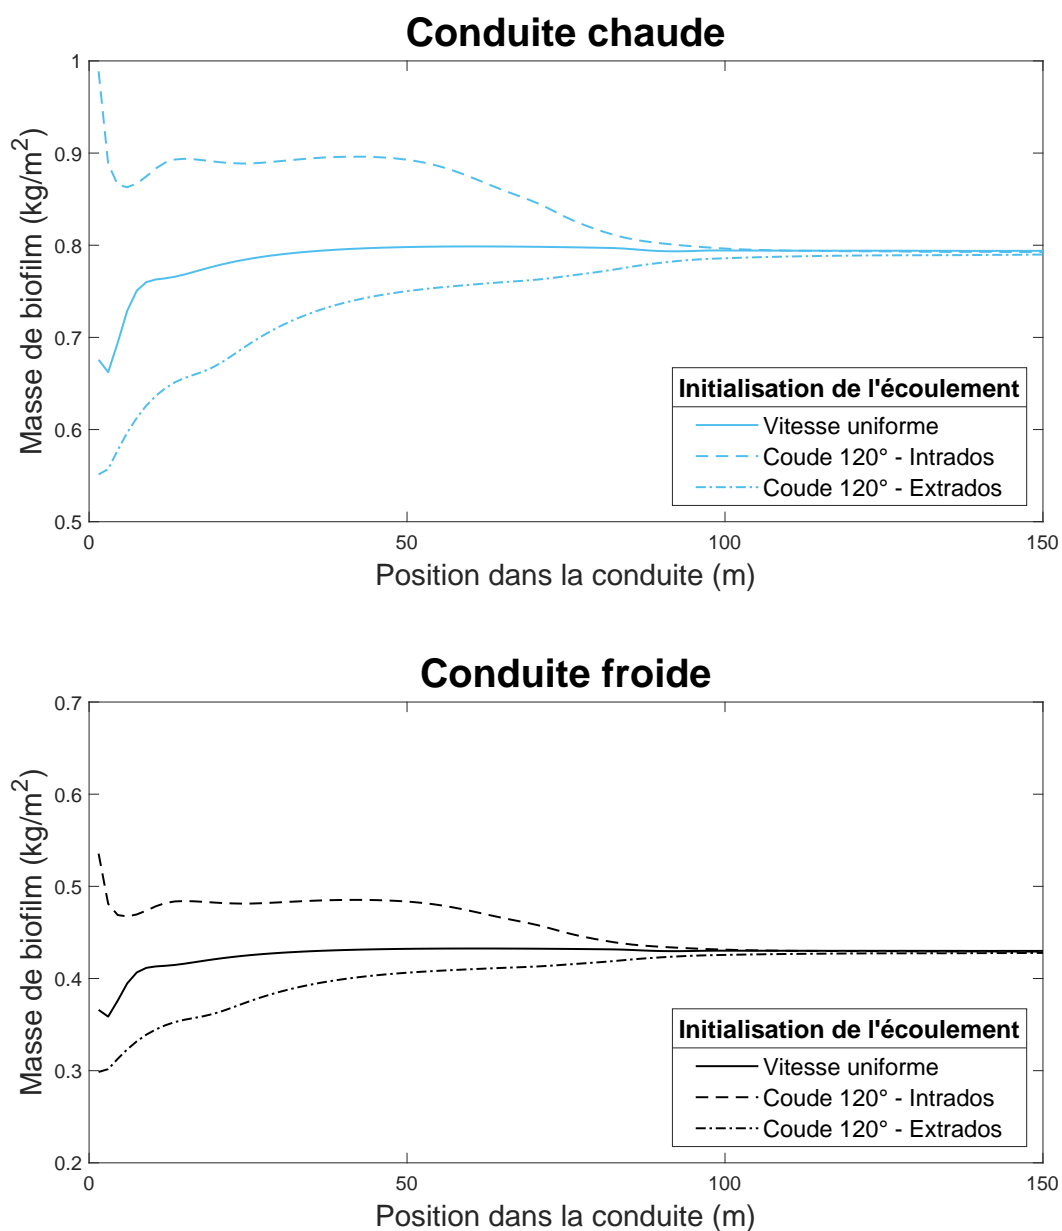 Conduite chaude
1
0.9
0.8
0.7
0.6
0.5
Masse de biofilm (kg/m²)
Initialisation de l'écoulement
Vitesse uniforme
Coude 120° - Intrados
Coude 120° - Extrados
0 50 100 150
Position dans la conduite (m)
Conduite froide
0.7
0.6
0.5
0.4
0.3
0.2
Masse de biofilm (kg/m²)
Initialisation de l'écoulement
Vitesse uniforme
Coude 120° - Intrados
Coude 120° - Extrados
0 50 100 150
Position dans la conduite (m)